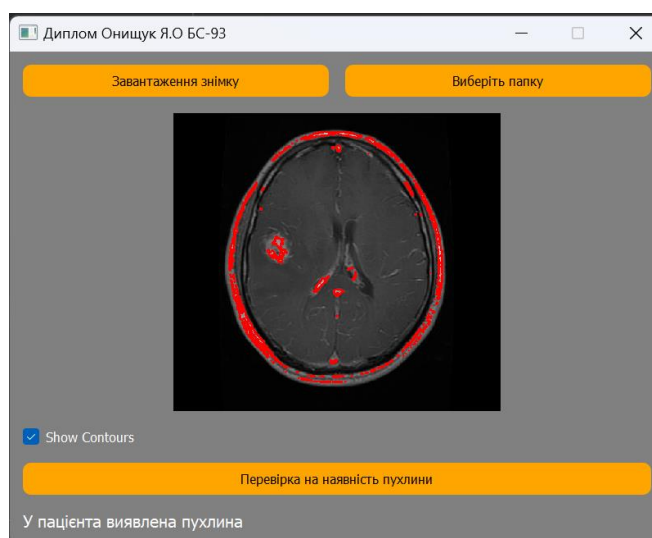 Диплом Онищук Я.О БС-93
Завантаження знімку
Виберіть папку
Show Contours
Перевірка на наявність пухлини
У пацієнта виявлена пухлина